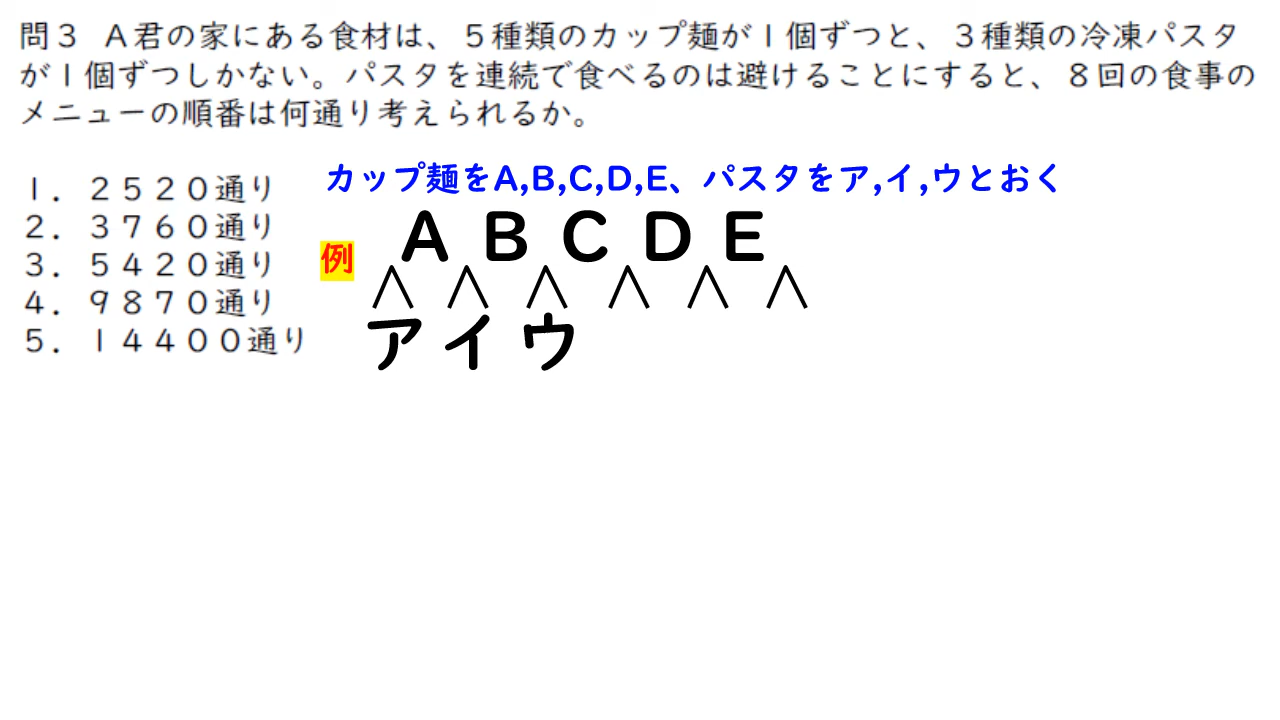 問３ Ａ君の家にある食材は、５種類のカップ麺が１個ずつと、３種類の冷凍パスタ
が１個ずつしかない。パスタを連続で食べるのは避けることにすると、８回の食事の
メニューの順番は何通り考えられるか。
１．２５２０通り
２．３７６０通り
３．５４２０通り
４．９８７０通り
５．１４４００通り
カップ麺をA,B,C,D,E、パスタをア,イ,ウとおく
例
A B C D E
∧ ∧ ∧ ∧ ∧ ∧
ア イ ウ